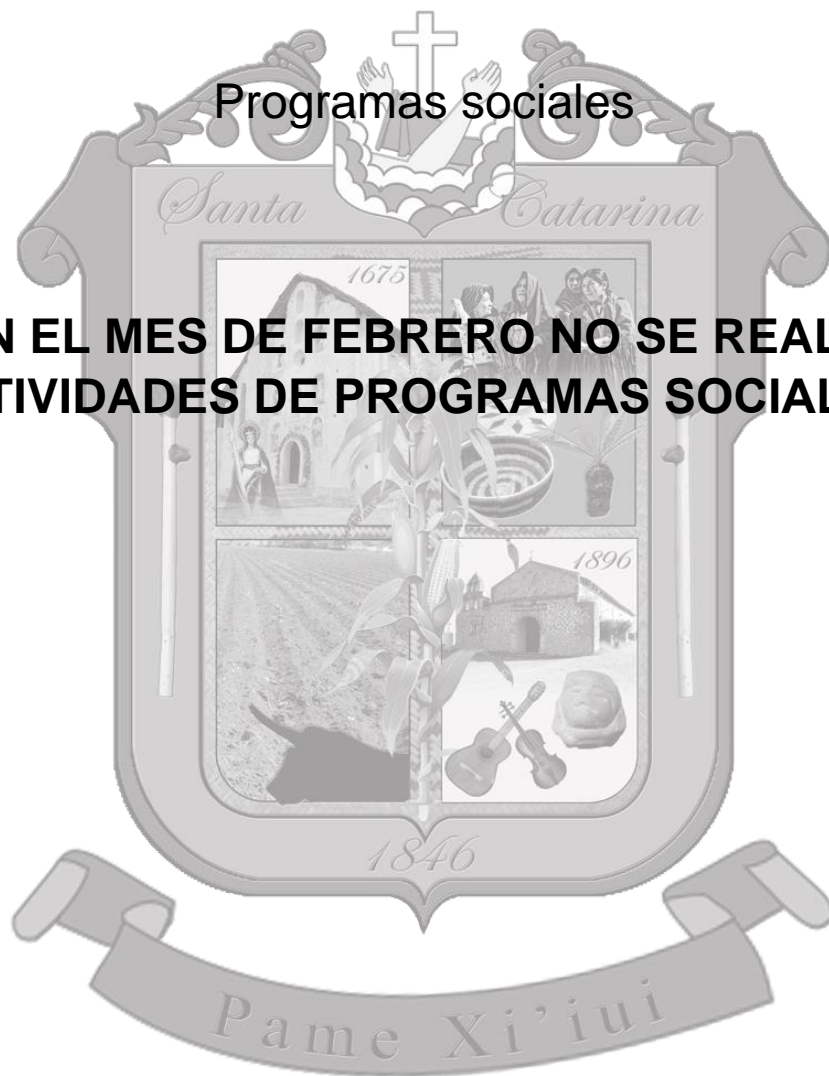 Programas sociales
Santa Catarina
1675
N EL MES DE FEBRERO NO SE REAL
TIVIDADES DE PROGRAMAS SOCIAL
1896
1846
Pame Xi'iui